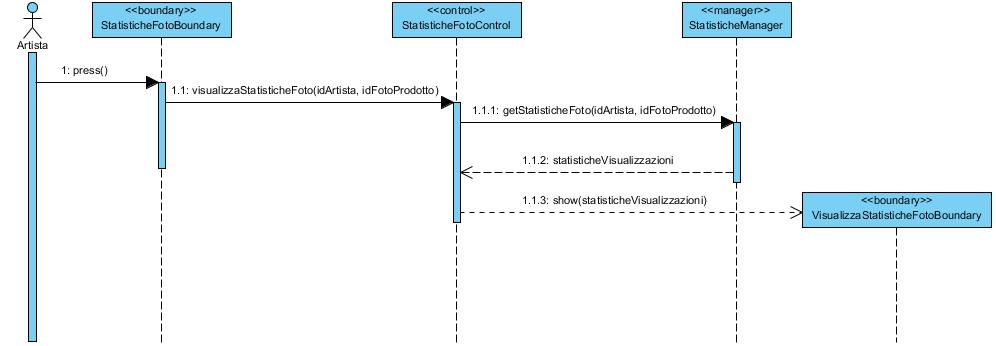 <<boundary>>
StatisticheFotoBoundary
<<control>>
StatisticheFotoControl
<<manager>>
StatisticheManager
Artista
1: press()
1.1: visualizzaStatisticheFoto(idArtista, idFotoProdotto)
1.1.1: getStatisticheFoto(idArtista, idFotoProdotto)
1.1.2: statisticheVisualizzazioni
1.1.3: show(statisticheVisualizzazioni)
<<boundary>>
VisualizzaStatisticheFotoBoundary